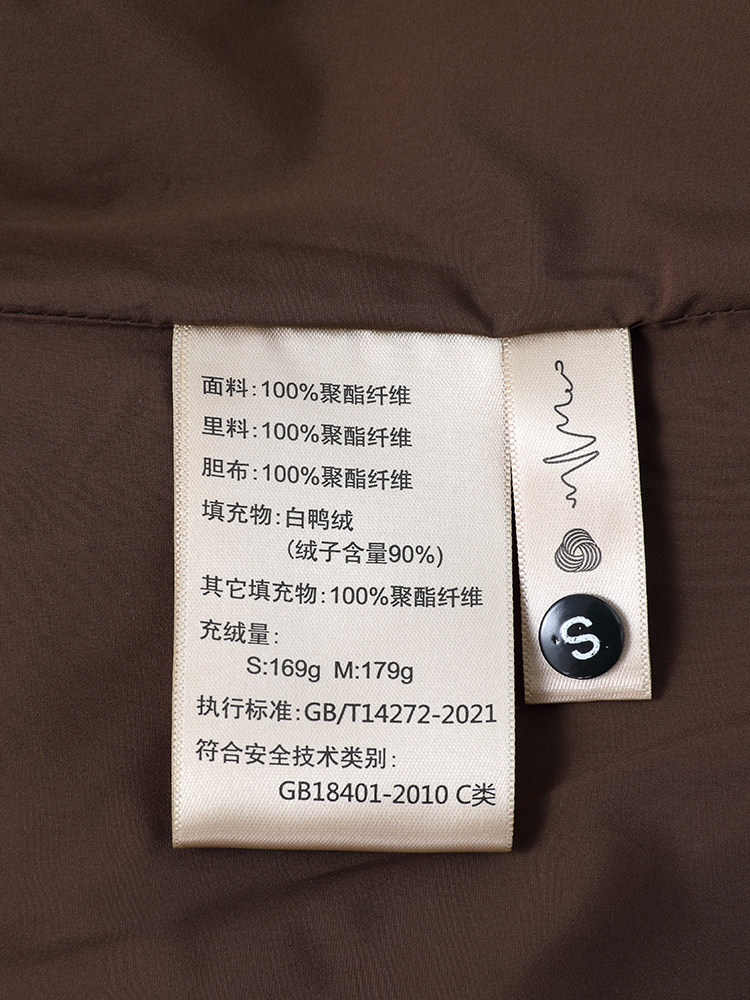 面料:100%聚酯纤维
里料:100%聚酯纤维
胆布:100%聚酯纤维
填充物:白鸭绒
(绒子含量90%)
其它填充物:100%聚酯纤维
充绒量:
S:169g M:179g
执行标准:GB/T14272-2021
符合安全技术类别:
GB18401-2010 C类
S